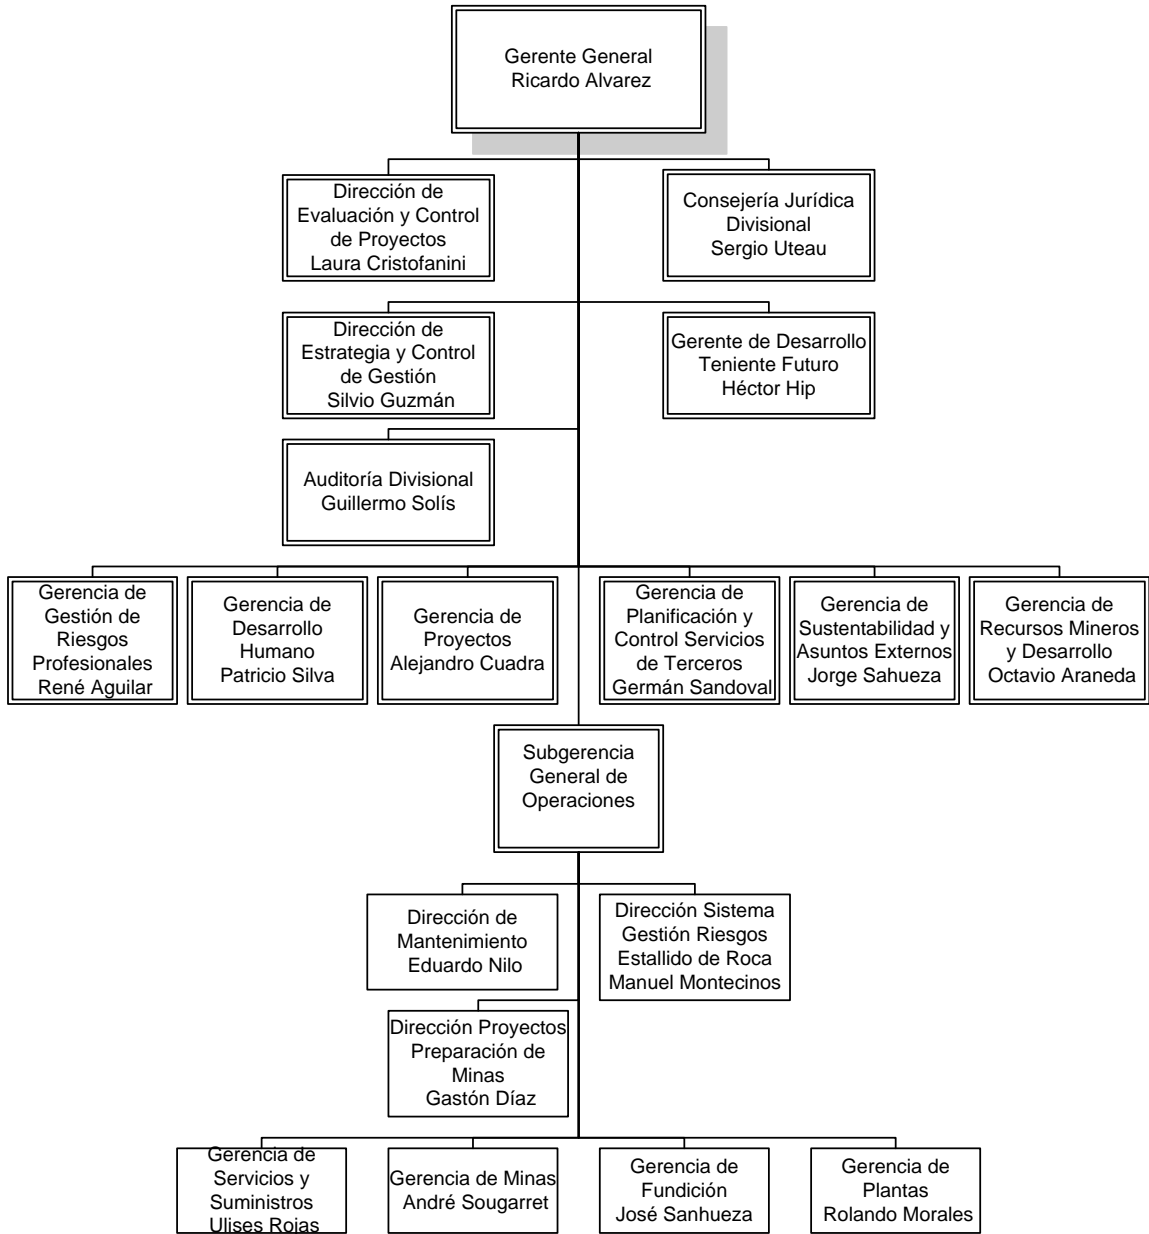 Gerente General
Ricardo Alvarez
Dirección de
Evaluación y Control
de Proyectos
Laura Cristofanini
Consejería Jurídica
Divisional
Sergio Uteau
Dirección de
Estrategia y Control
de Gestión
Silvio Guzmán
Gerente de Desarrollo
Teniente Futuro
Héctor Hip
Auditoría Divisional
Guillermo Solís
Gerencia de
Gestión de
Riesgos
Profesionales
René Aguilar
Gerencia de
Desarrollo
Humano
Patricio Silva
Gerencia de
Proyectos
Alejandro Cuadra
Gerencia de
Planificación y
Control Servicios
de Terceros
Germán Sandoval
Gerencia de
Sustentabilidad y
Asuntos Externos
Jorge Sahueza
Gerencia de
Recursos Mineros
y Desarrollo
Octavio Araneda
Subgerencia
General de
Operaciones
Dirección de
Mantenimiento
Eduardo Nilo
Dirección Sistema
Gestión Riesgos
Estallido de Roca
Manuel Montecinos
Dirección Proyectos
Preparación de
Minas
Gastón Díaz
Gerencia de
Servicios y
Suministros
Ulises Rojas
Gerencia de Minas
André Sougarret
Gerencia de
Fundición
José Sanhueza
Gerencia de
Plantas
Rolando Morales